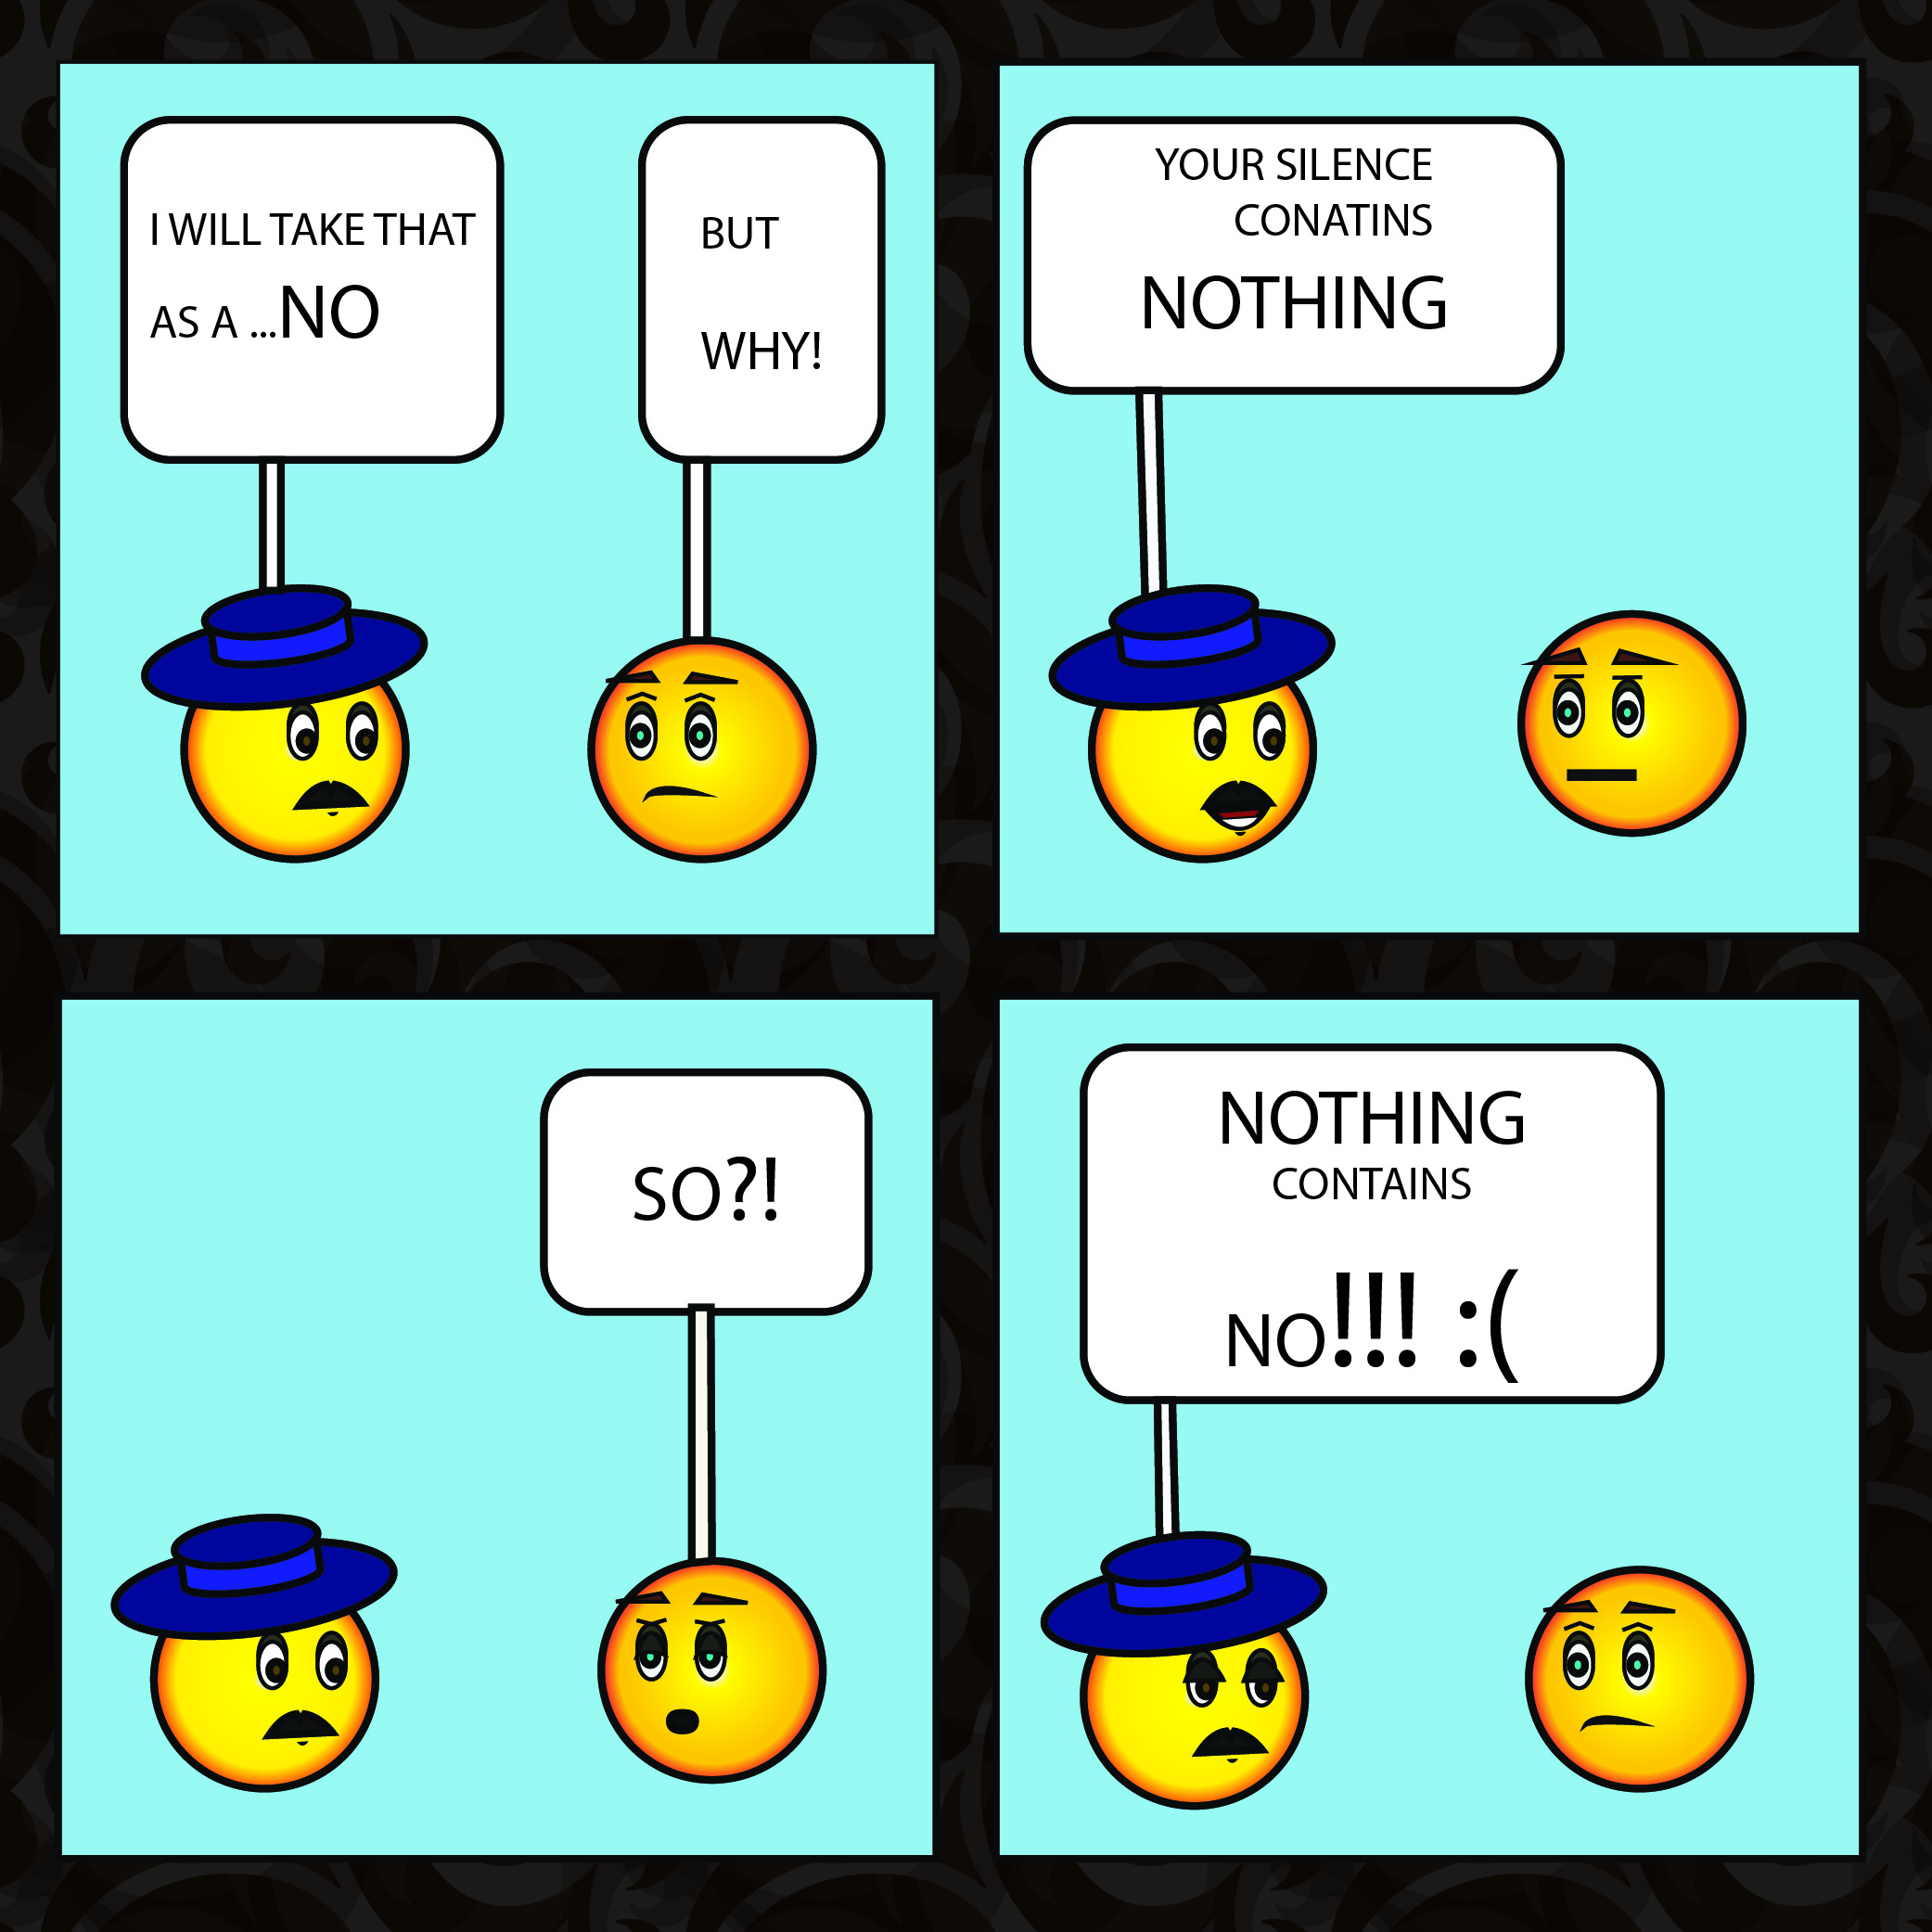 I WILL TAKE THAT
AS A ...NO
BUT
WHY!
YOUR SILENCE
CONATINS
NOTHING
SO?!
NOTHING
CONTAINS
NO!!! :(